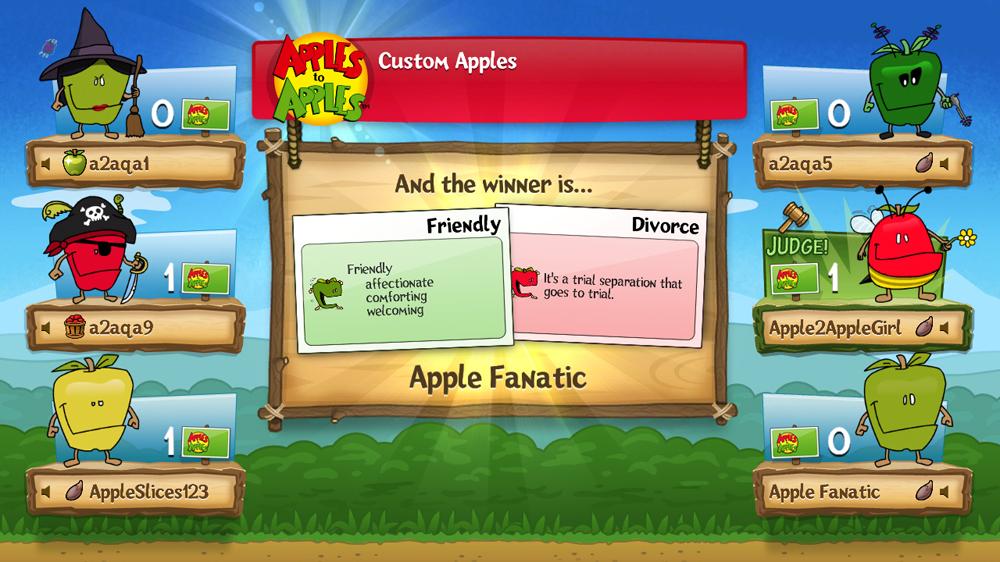 APPLES
to
APPLES™
Custom Apples
0
a2aqa1
1
a2aqa9
1
AppleSlices123
And the winner is...
Friendly
Friendly
affectionate
comforting
welcoming
Divorce
It's a trial separation that
goes to trial.
Apple Fanatic
0
a2aqa5
JUDGE!
1
Apple2AppleGirl
0
Apple Fanatic